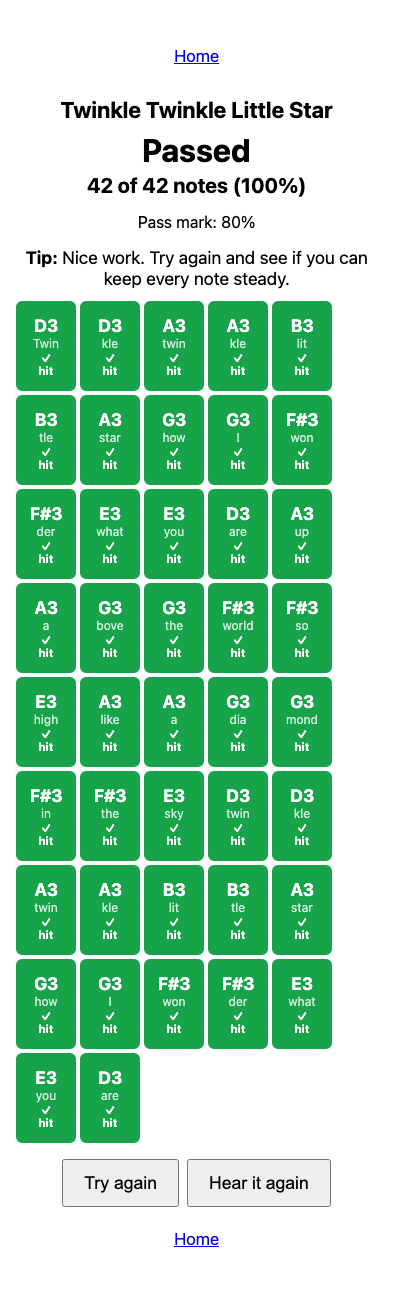 Home
Twinkle Twinkle Little Star
Passed
42 of 42 notes (100%)
Pass mark: 80%
Tip: Nice work. Try again and see if you can
keep every note steady.
D3 D3 A3 A3 B3
Twin kle twin kle lit
✓ ✓ ✓ ✓ ✓
hit hit hit hit hit
B3 A3 G3 G3 F#3
tle star how I won
✓ ✓ ✓ ✓ ✓
hit hit hit hit hit
F#3 E3 E3 D3 A3
der what you are up
✓ ✓ ✓ ✓ ✓
hit hit hit hit hit
A3 G3 G3 F#3 F#3
a bove the world so
✓ ✓ ✓ ✓ ✓
hit hit hit hit hit
E3 A3 A3 G3 G3
high like a dia mond
✓ ✓ ✓ ✓ ✓
hit hit hit hit hit
F#3 F#3 E3 D3 D3
in the sky twin kle
✓ ✓ ✓ ✓ ✓
hit hit hit hit hit
A3 A3 B3 B3 A3
twin kle lit tle star
✓ ✓ ✓ ✓ ✓
hit hit hit hit hit
G3 G3 F#3 F#3 E3
how I won der what
✓ ✓ ✓ ✓ ✓
hit hit hit hit hit
E3 D3
you are
✓ ✓
hit hit
Try again Hear it again
Home